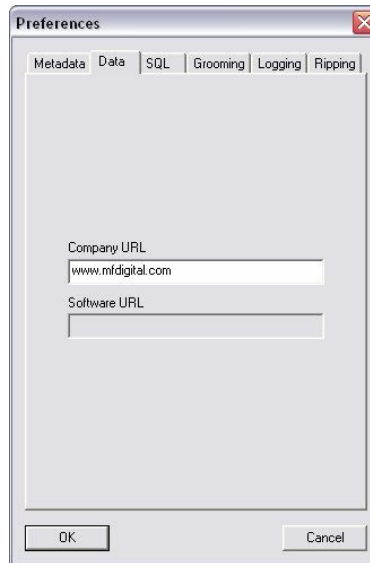 Preferences
Metadata Data SQL Grooming Logging Ripping
Company URL
www.mfdigital.com
Software URL
OK Cancel